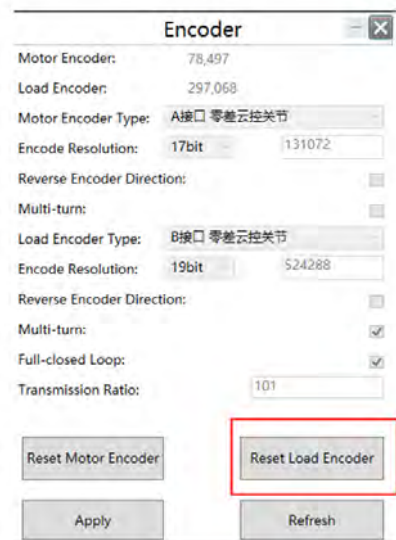 Encoder
Motor Encoder: 78,497
Load Encoder: 297,068
Motor Encoder Type: A接口 零差云控关节
Encode Resolution: 17bit 131072
Reverse Encoder Direction:
Multi-turn:
Load Encoder Type: B接口 零差云控关节
Encode Resolution: 19bit 524288
Reverse Encoder Direction:
Multi-turn:
Full-closed Loop:
Transmission Ratio: 101
Reset Motor Encoder Reset Load Encoder
Apply Refresh